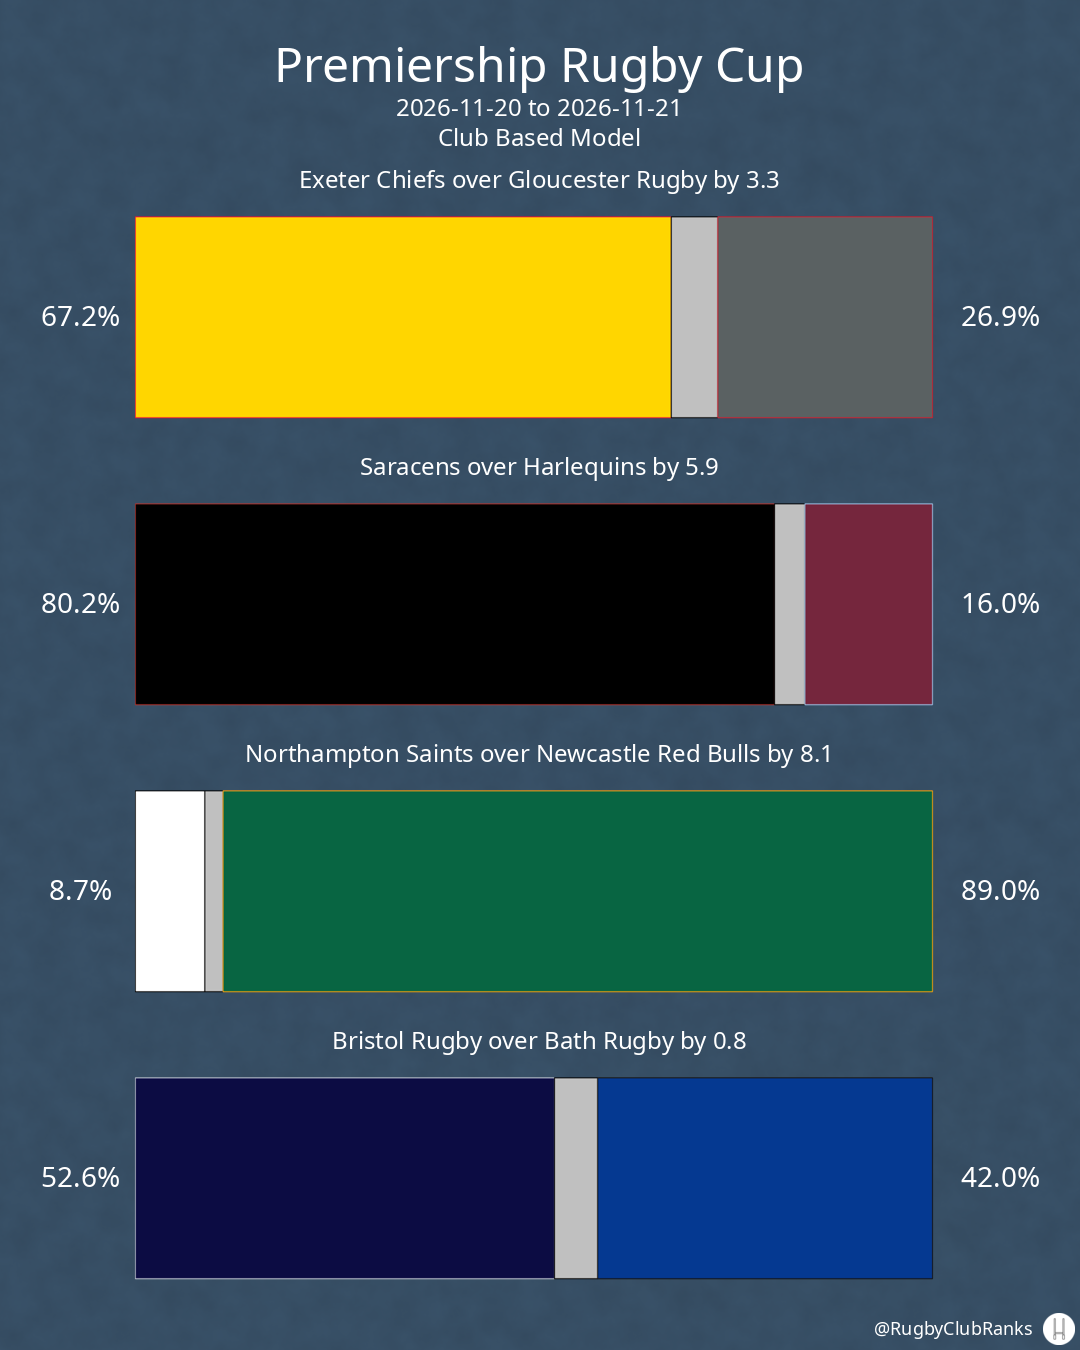 Premiership Rugby Cup
2026-11-20 to 2026-11-21
Club Based Model
Exeter Chiefs over Gloucester Rugby by 3.3
67.2%
26.9%
Saracens over Harlequins by 5.9
80.2%
16.0%
Northampton Saints over Newcastle Red Bulls by 8.1
8.7%
89.0%
Bristol Rugby over Bath Rugby by 0.8
52.6%
42.0%
@RugbyClubRanks